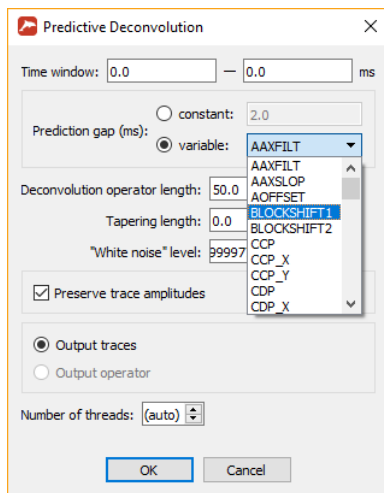 Predictive Deconvolution
Time window: 0.0 — 0.0 ms
Prediction gap (ms):
constant: 2.0
variable: AAXFILT
AAXFILT
AAXSLOP
AOFFSET
BLOCKSHIFT1
BLOCKSHIFT2
CCP
CCP_X
CCP_Y
CDP
CDP_X
Deconvolution operator length: 50.0
Tapering length: 0.0
"White noise" level:
Preserve trace amplitudes
Output traces
Output operator
Number of threads: (auto)
OK Cancel